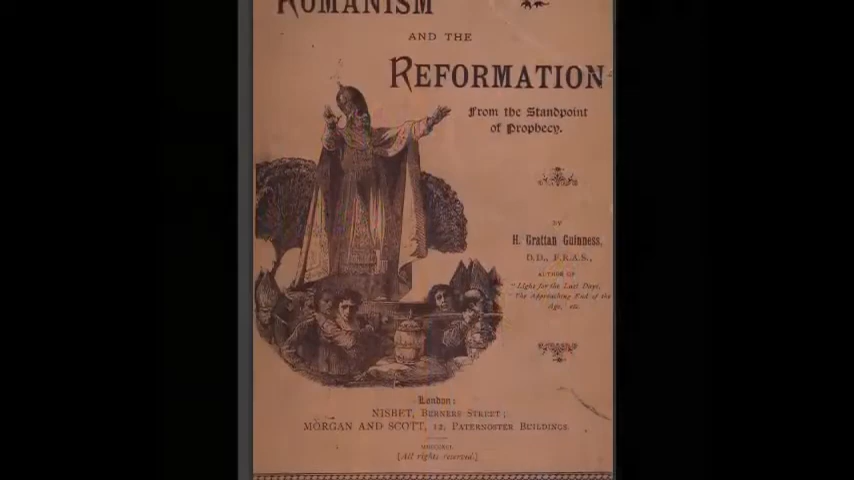 ROMANISM
AND THE
REFORMATION
From the Standpoint
of Prophecy.
BY
H. Grattan Guinness,
D.D., F.R.A.S.,
AUTHOR OF
"Light for the Last Days,
"The Approaching End of the
Age, etc.
London:
NISBET, BERNERS STREET;
MORGAN AND SCOTT, 12, PATERNOSTER BUILDINGS
[All rights reserved.]